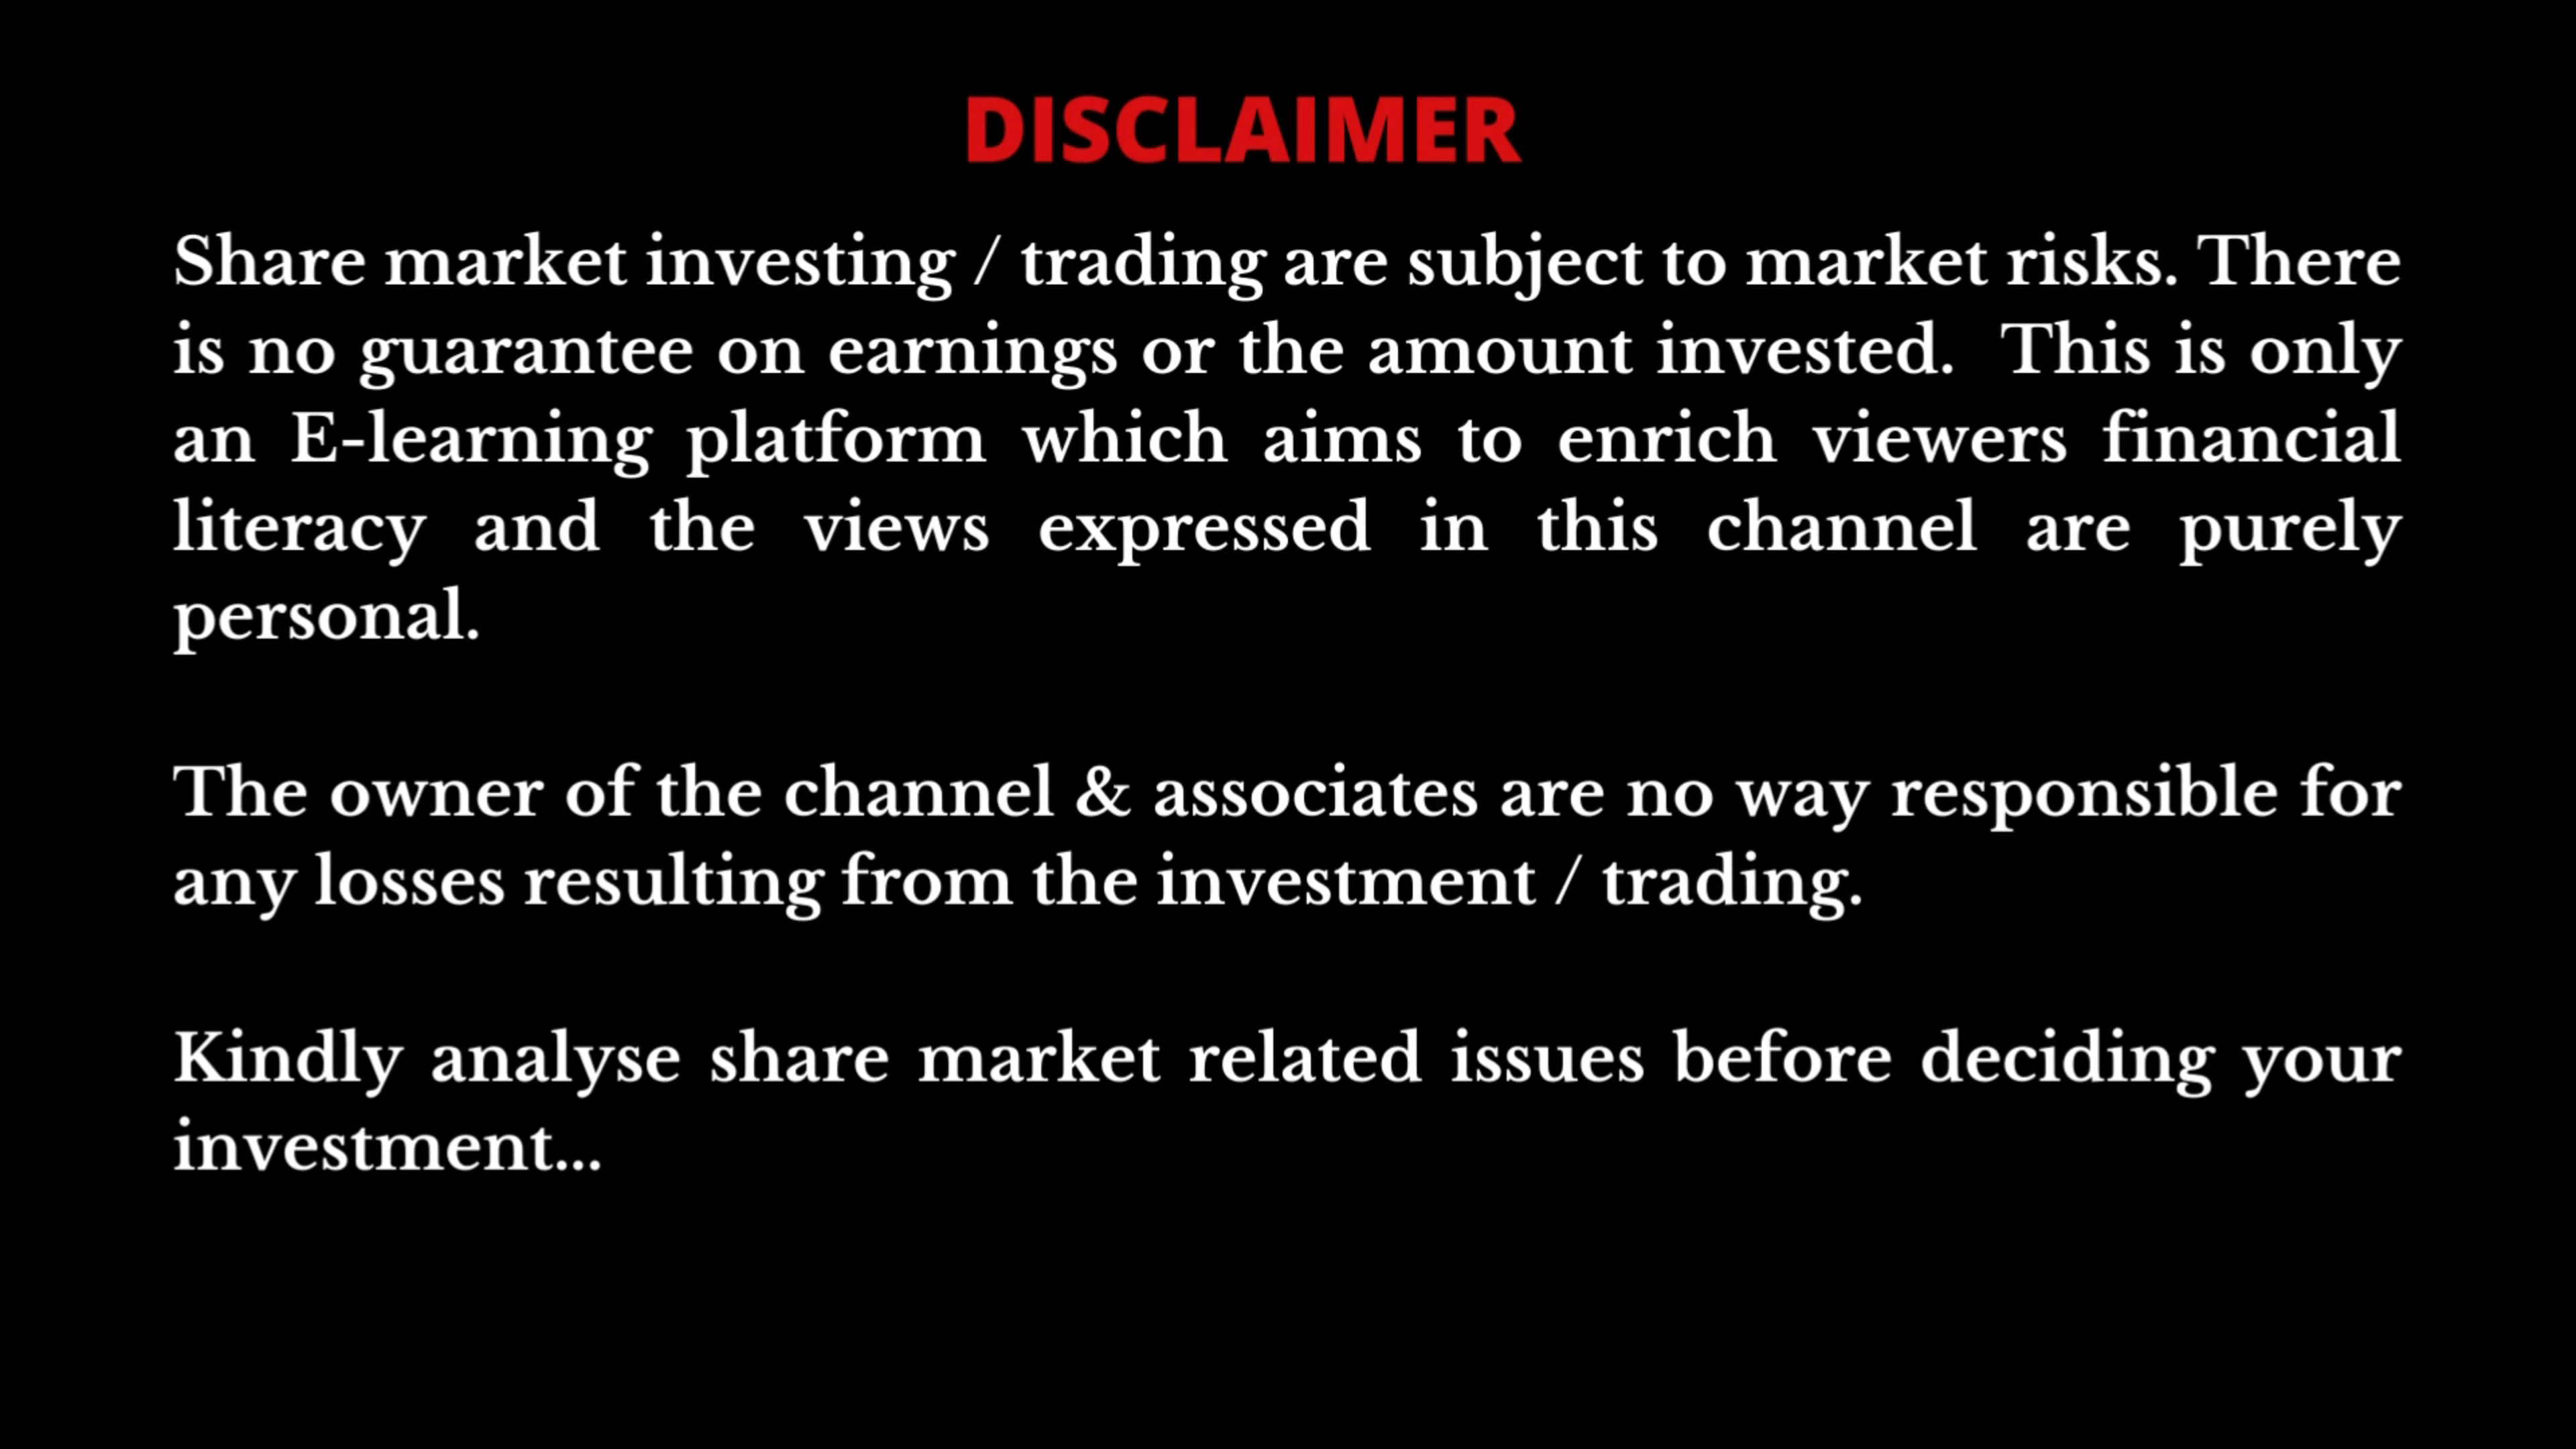 DISCLAIMER
Share market investing / trading are subject to market risks. There
is no guarantee on earnings or the amount invested.  This is only
an E-learning platform which aims to enrich viewers financial
literacy and the views expressed in this channel are purely
personal.
The owner of the channel & associates are no way responsible for
any losses resulting from the investment / trading.
Kindly analyse share market related issues before deciding your
investment...